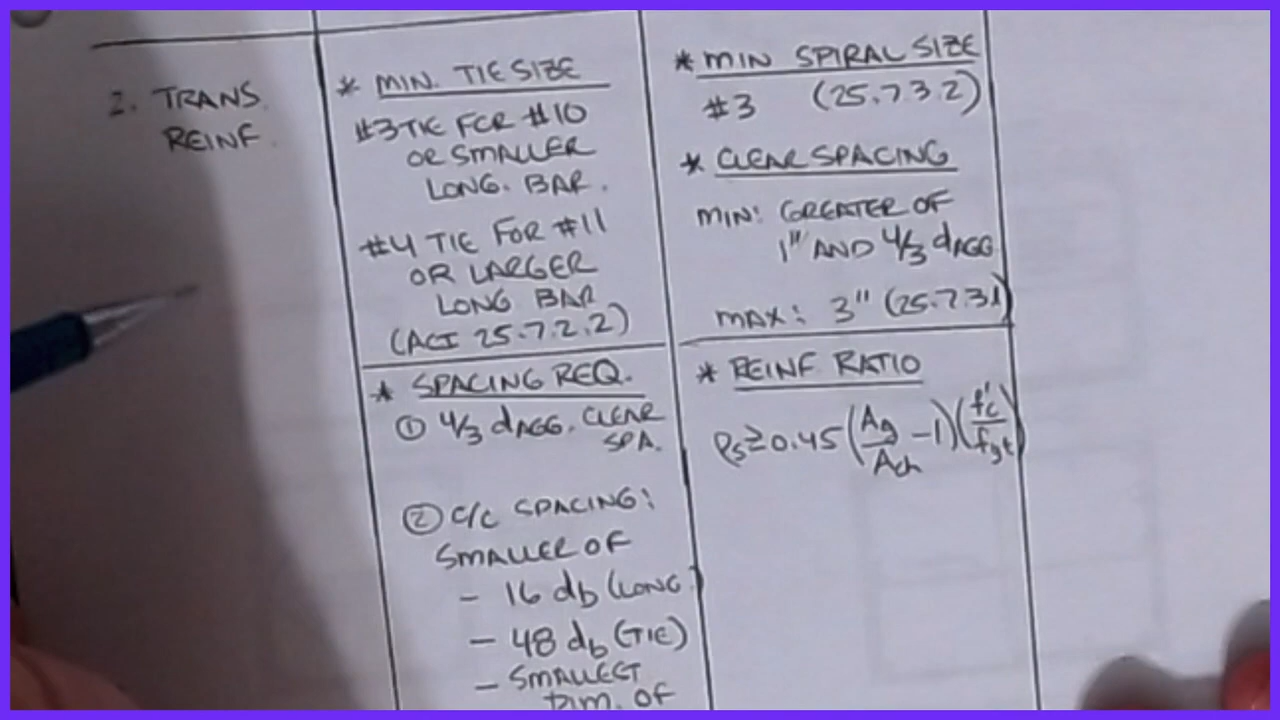 2. TRANS.
REINF.
* MIN. TIE SIZE
#3 TIE FOR #10
OR SMALLER
LONG. BAR.
#4 TIE FOR #11
OR LARGER
LONG BAR
(ACI 25.7.2.2)
* SPACING REQ.
① 4/3 dAGG. CLEAR
SPA.
② C/C SPACING:
SMALLER OF
- 16 db (LONG.)
- 48 db (TIE)
- SMALLEST
DIM. OF
* MIN SPIRAL SIZE
#3 (25.7.3.2)
* CLEAR SPACING
MIN: GREATER OF
1" AND 4/3 dAGG
MAX: 3" (25.7.3.1)
* REINF RATIO
ρs ≥ 0.45 (Ag/Ach - 1)(f'c/fyt)